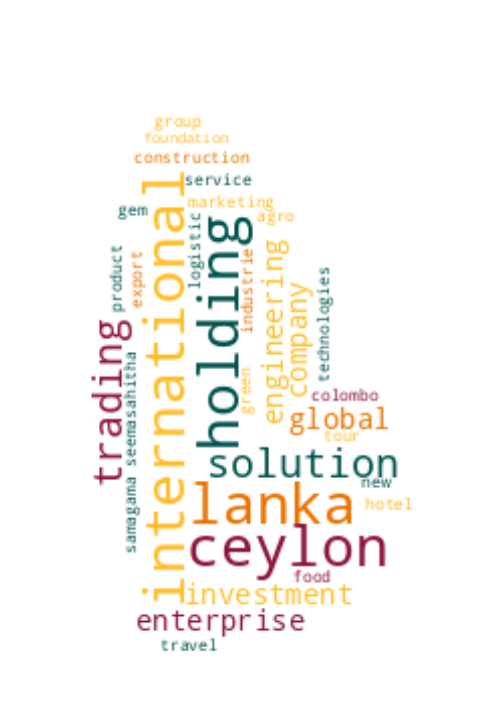 group
foundation
construction
service
marketing
gem
agro
international
holding
logistic
product
export
industrie
engineering
company
technologies
trading
samagama seemasahitha
green
colombo
global
tour
solution
new
lanka
hotel
ceylon
food
investment
enterprise
travel